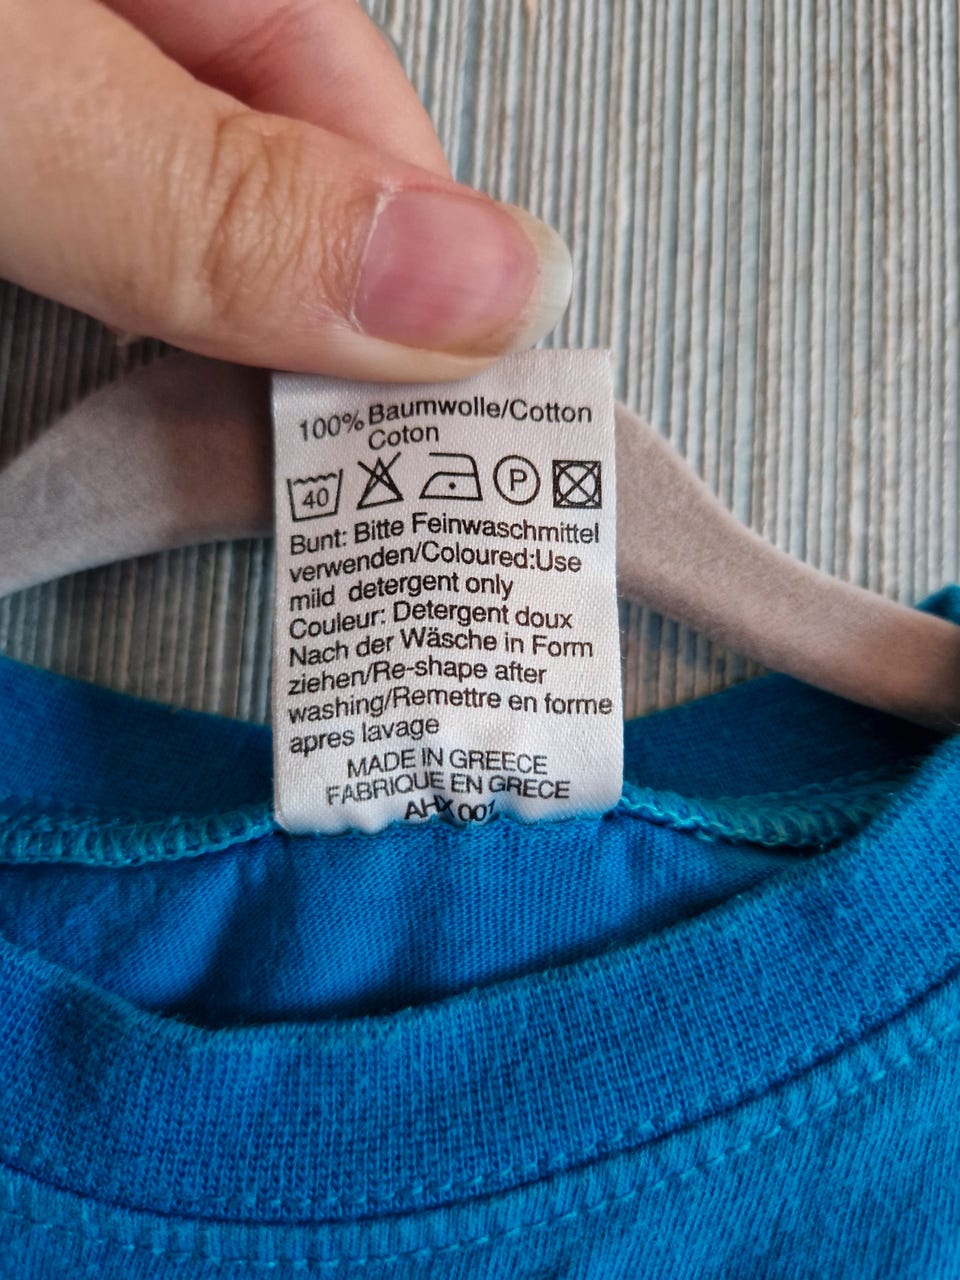 100% Baumwolle/Cotton
Coton
40 P
Bunt: Bitte Feinwaschmittel
verwenden/Coloured:Use
mild detergent only
Couleur: Detergent doux
Nach der Wäsche in Form
ziehen/Re-shape after
washing/Remettre en forme
apres lavage
MADE IN GREECE
FABRIQUE EN GRECE
AHX 001